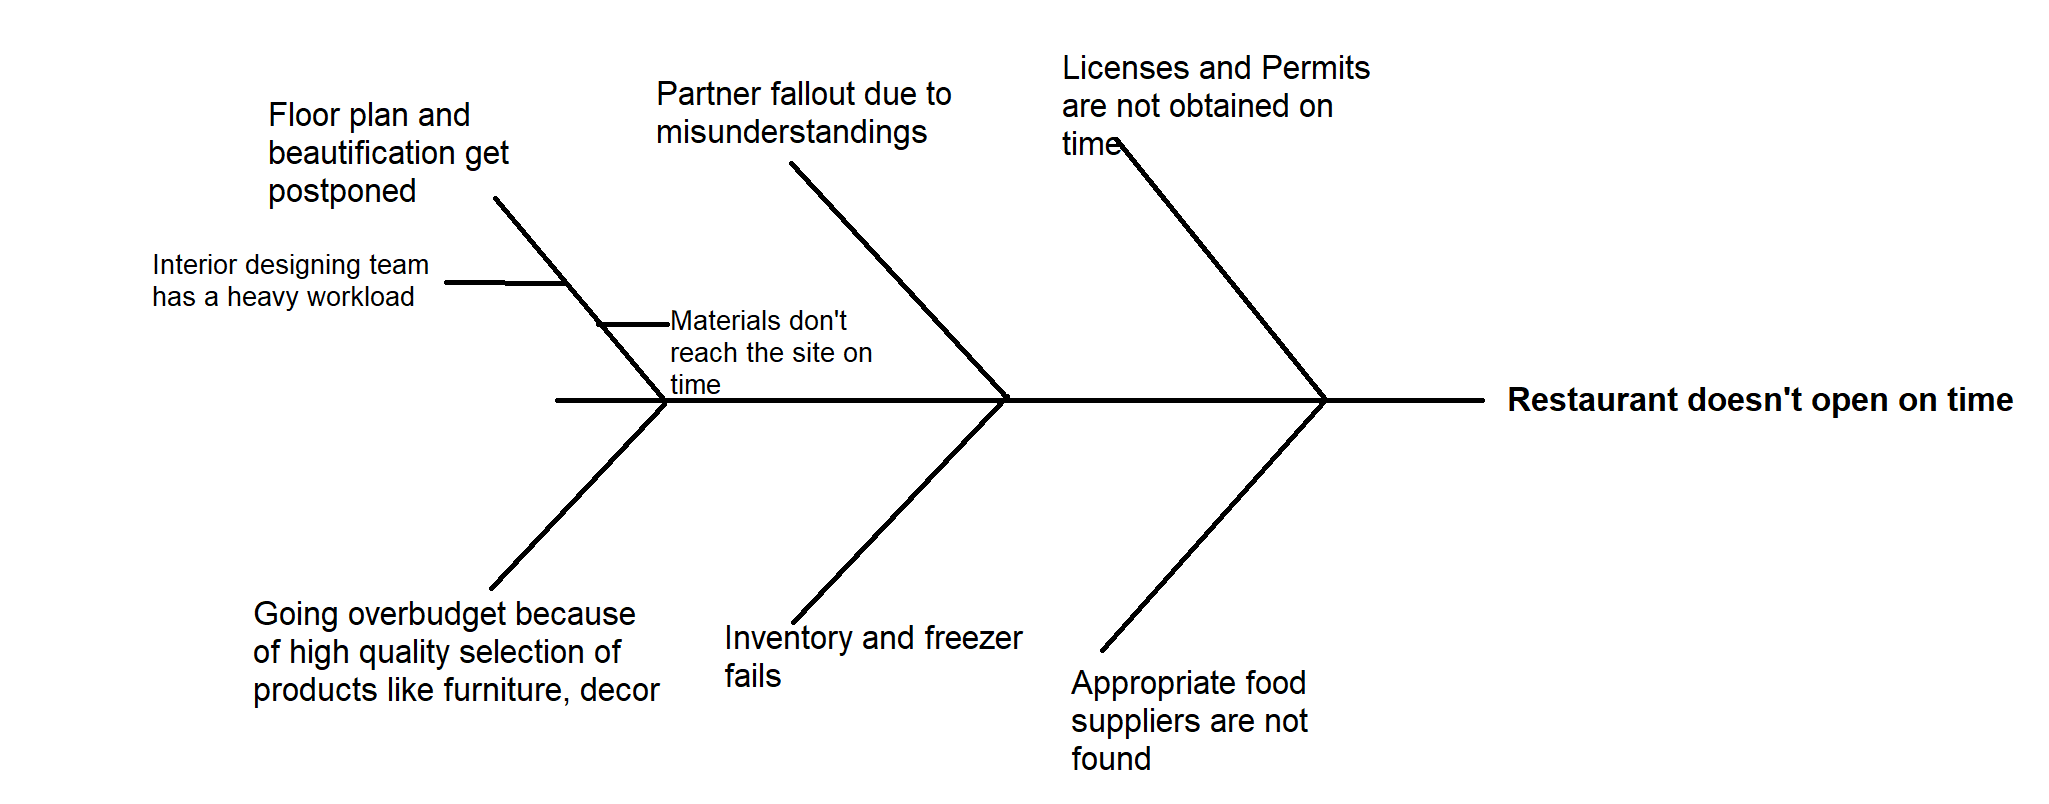 Licenses and Permits
are not obtained on
time
Partner fallout due to
misunderstandings
Floor plan and
beautification get
postponed
Interior designing team
has a heavy workload
Materials don't
reach the site on
time
Restaurant doesn't open on time
Going overbudget because
of high quality selection of
products like furniture, decor
Inventory and freezer
fails
Appropriate food
suppliers are not
found